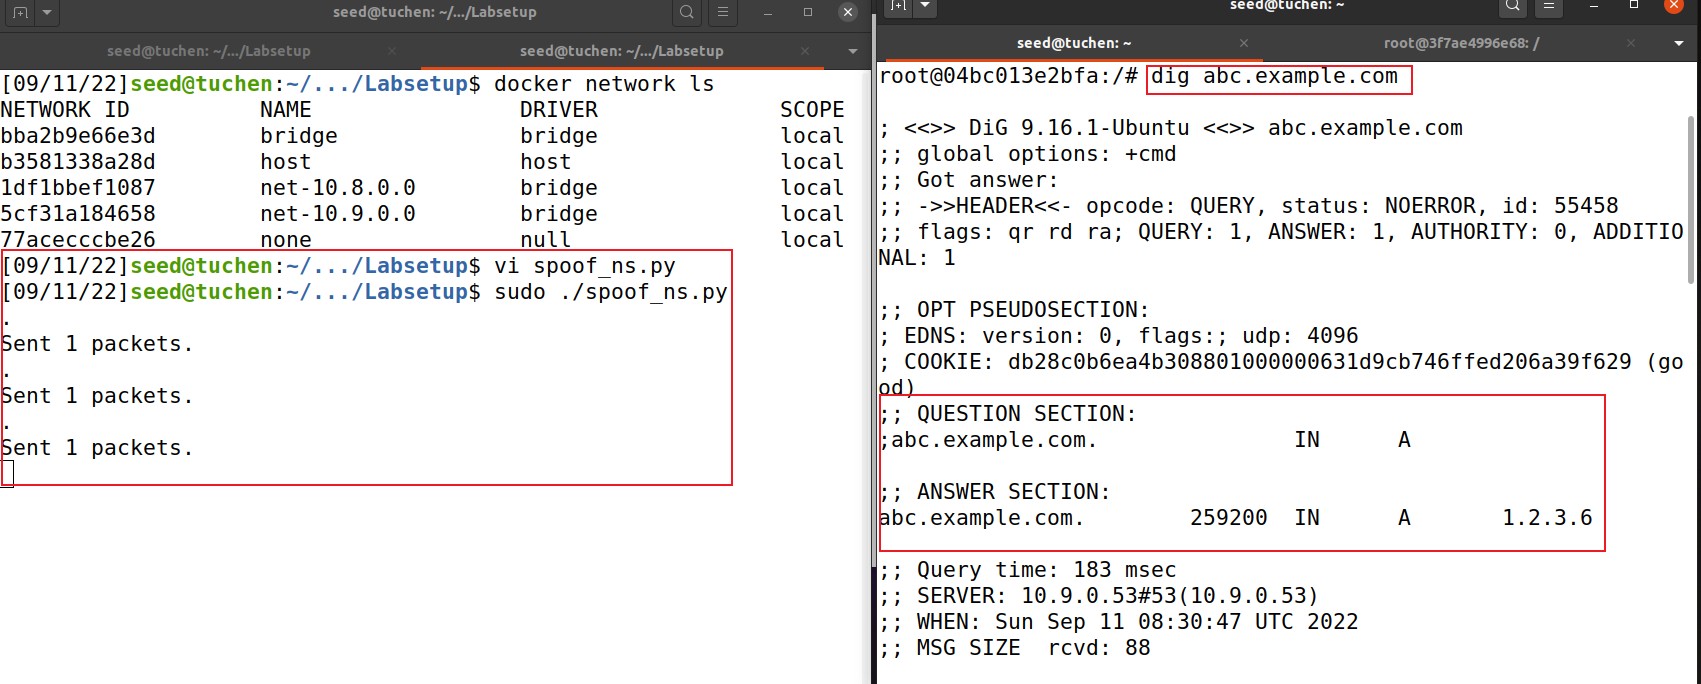 seed@tuchen: ~/.../Labsetup
seed@tuchen: ~/.../Labsetup
seed@tuchen: ~/.../Labsetup
[09/11/22]seed@tuchen:~/.../Labsetup$ docker network ls
NETWORK ID NAME DRIVER SCOPE
bba2b9e66e3d bridge bridge local
b3581338a28d host host local
1df1bbef1087 net-10.8.0.0 bridge local
5cf31a184658 net-10.9.0.0 bridge local
77acecccbe26 none null local
[09/11/22]seed@tuchen:~/.../Labsetup$ vi spoof_ns.py
[09/11/22]seed@tuchen:~/.../Labsetup$ sudo ./spoof_ns.py
.
Sent 1 packets.
.
Sent 1 packets.
.
Sent 1 packets.
seed@tuchen: ~
seed@tuchen: ~
root@3f7ae4996e68: /
root@04bc013e2bfa:/# dig abc.example.com
; <<>> DiG 9.16.1-Ubuntu <<>> abc.example.com
;; global options: +cmd
;; Got answer:
;; ->>HEADER<<- opcode: QUERY, status: NOERROR, id: 55458
;; flags: qr rd ra; QUERY: 1, ANSWER: 1, AUTHORITY: 0, ADDITIO
NAL: 1
;; OPT PSEUDOSECTION:
; EDNS: version: 0, flags:; udp: 4096
; COOKIE: db28c0b6ea4b308801000000631d9cb746ffed206a39f629 (go
od)
;; QUESTION SECTION:
;abc.example.com. IN A
;; ANSWER SECTION:
abc.example.com. 259200 IN A 1.2.3.6
;; Query time: 183 msec
;; SERVER: 10.9.0.53#53(10.9.0.53)
;; WHEN: Sun Sep 11 08:30:47 UTC 2022
;; MSG SIZE rcvd: 88